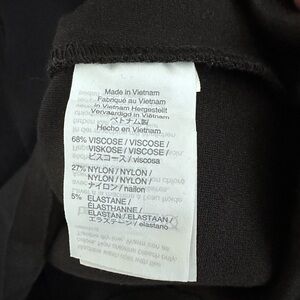 Made in Vietnam
Fabriqué au Vietnam
In Vietnam Hergestellt
Vervaardigd in Viëtnam
ベトナム製
Hecho en Vietnam
68% VISCOSE / VISCOSE /
VISKOSE / VISCOSE /
ビスコース / viscosa
27% NYLON / NYLON /
NYLON / NYLON /
ナイロン / nailon
5% ELASTANE /
ÉLASTHANNE /
ELASTAN / ELASTAAN /
エラステーン / elastano